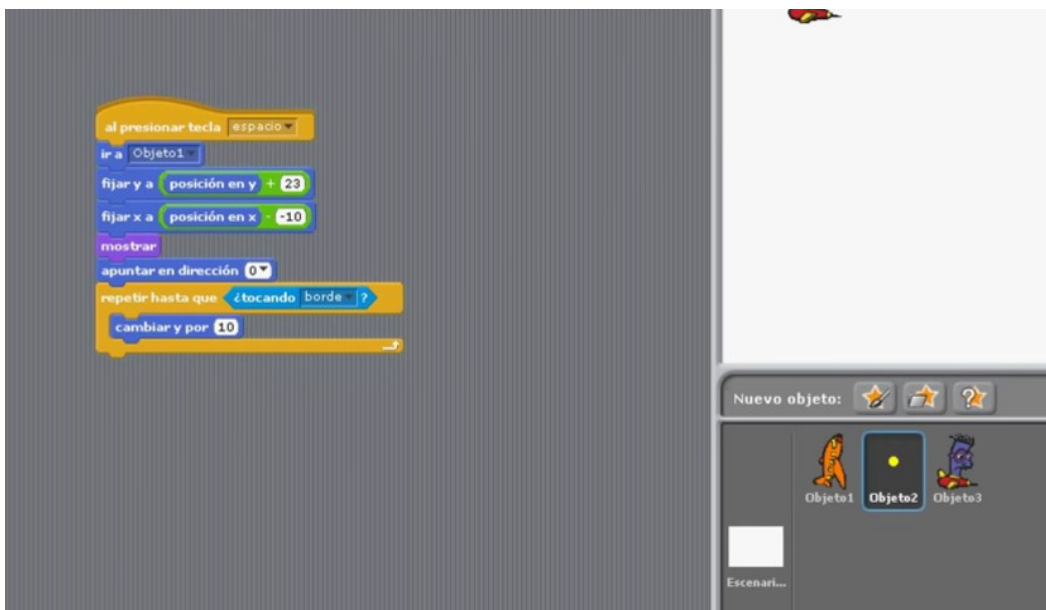 al presionar tecla espacio
ir a Objeto1
fijar y a posición en y + 23
fijar x a posición en x - -10
mostrar
apuntar en dirección 0
repetir hasta que ¿tocando borde ?
cambiar y por 10
Nuevo objeto:
Objeto1 Objeto2 Objeto3
Escenari...